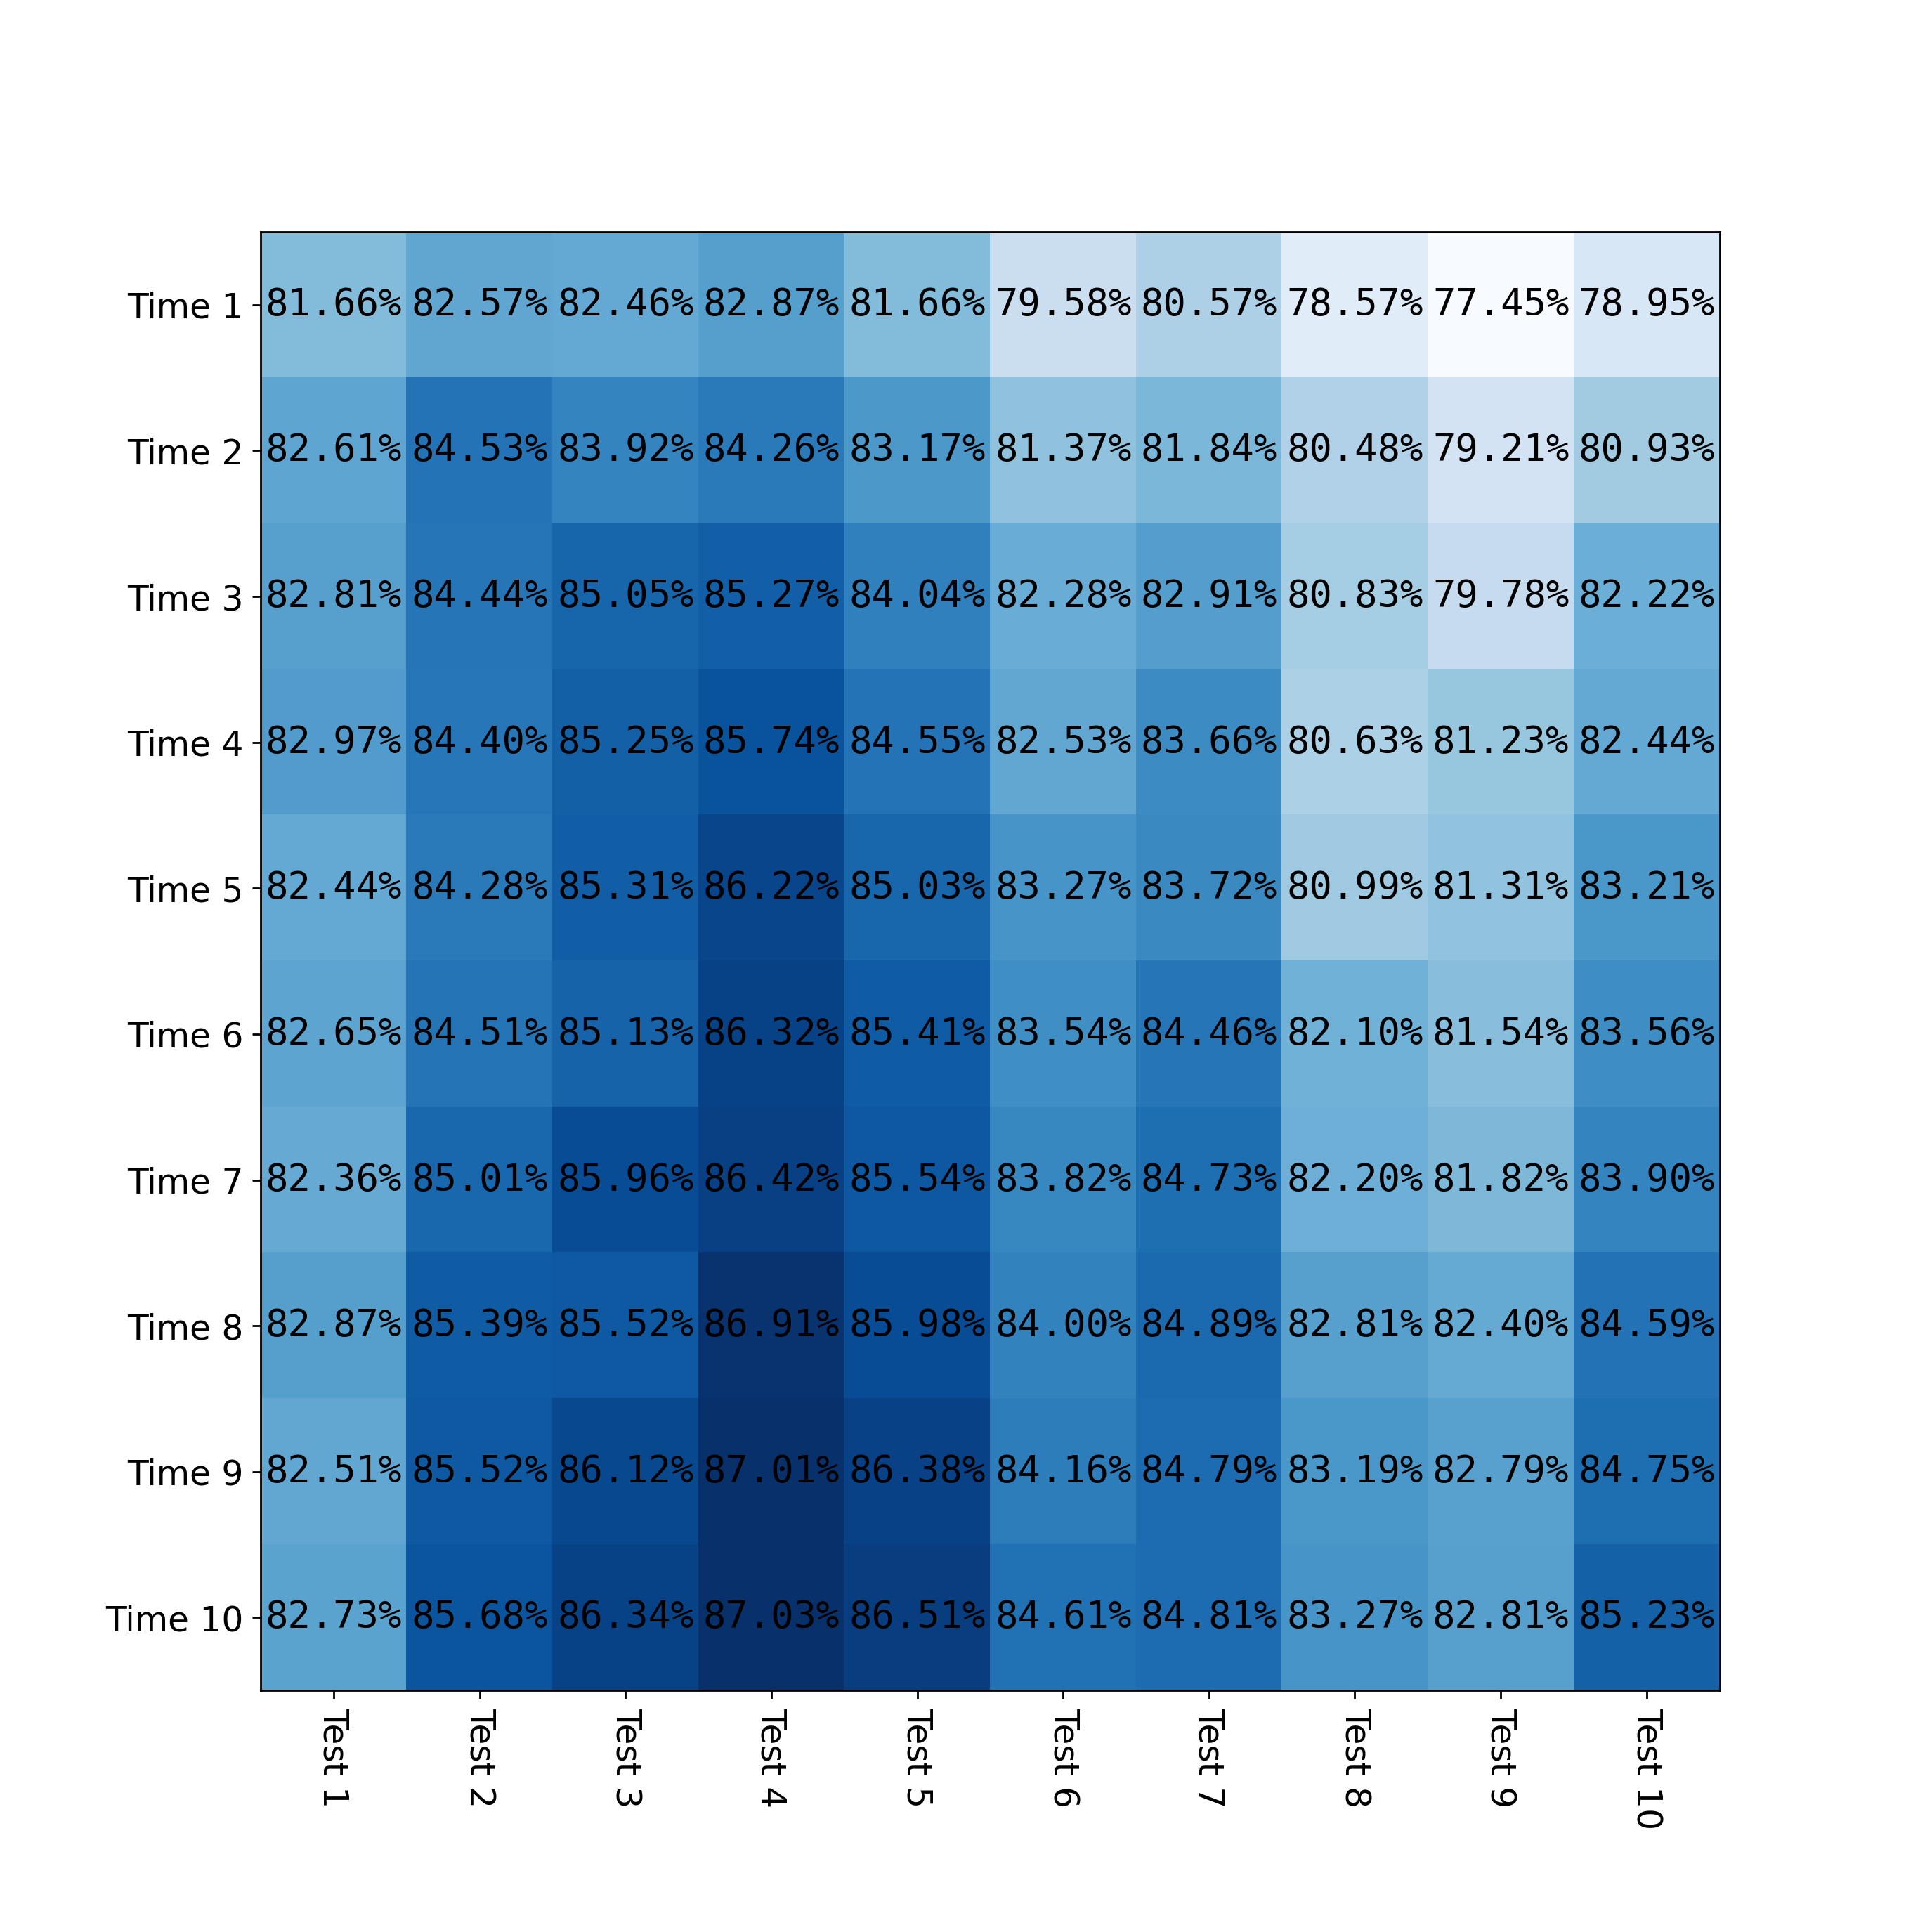 Time 1 81.66% 82.57% 82.46% 82.87% 81.66% 79.58% 80.57% 78.57% 77.45% 78.95%
Time 2 82.61% 84.53% 83.92% 84.26% 83.17% 81.37% 81.84% 80.48% 79.21% 80.93%
Time 3 82.81% 84.44% 85.05% 85.27% 84.04% 82.28% 82.91% 80.83% 79.78% 82.22%
Time 4 82.97% 84.40% 85.25% 85.74% 84.55% 82.53% 83.66% 80.63% 81.23% 82.44%
Time 5 82.44% 84.28% 85.31% 86.22% 85.03% 83.27% 83.72% 80.99% 81.31% 83.21%
Time 6 82.65% 84.51% 85.13% 86.32% 85.41% 83.54% 84.46% 82.10% 81.54% 83.56%
Time 7 82.36% 85.01% 85.96% 86.42% 85.54% 83.82% 84.73% 82.20% 81.82% 83.90%
Time 8 82.87% 85.39% 85.52% 86.91% 85.98% 84.00% 84.89% 82.81% 82.40% 84.59%
Time 9 82.51% 85.52% 86.12% 87.01% 86.38% 84.16% 84.79% 83.19% 82.79% 84.75%
Time 10 82.73% 85.68% 86.34% 87.03% 86.51% 84.61% 84.81% 83.27% 82.81% 85.23%
Test 1 Test 2 Test 3 Test 4 Test 5 Test 6 Test 7 Test 8 Test 9 Test 10